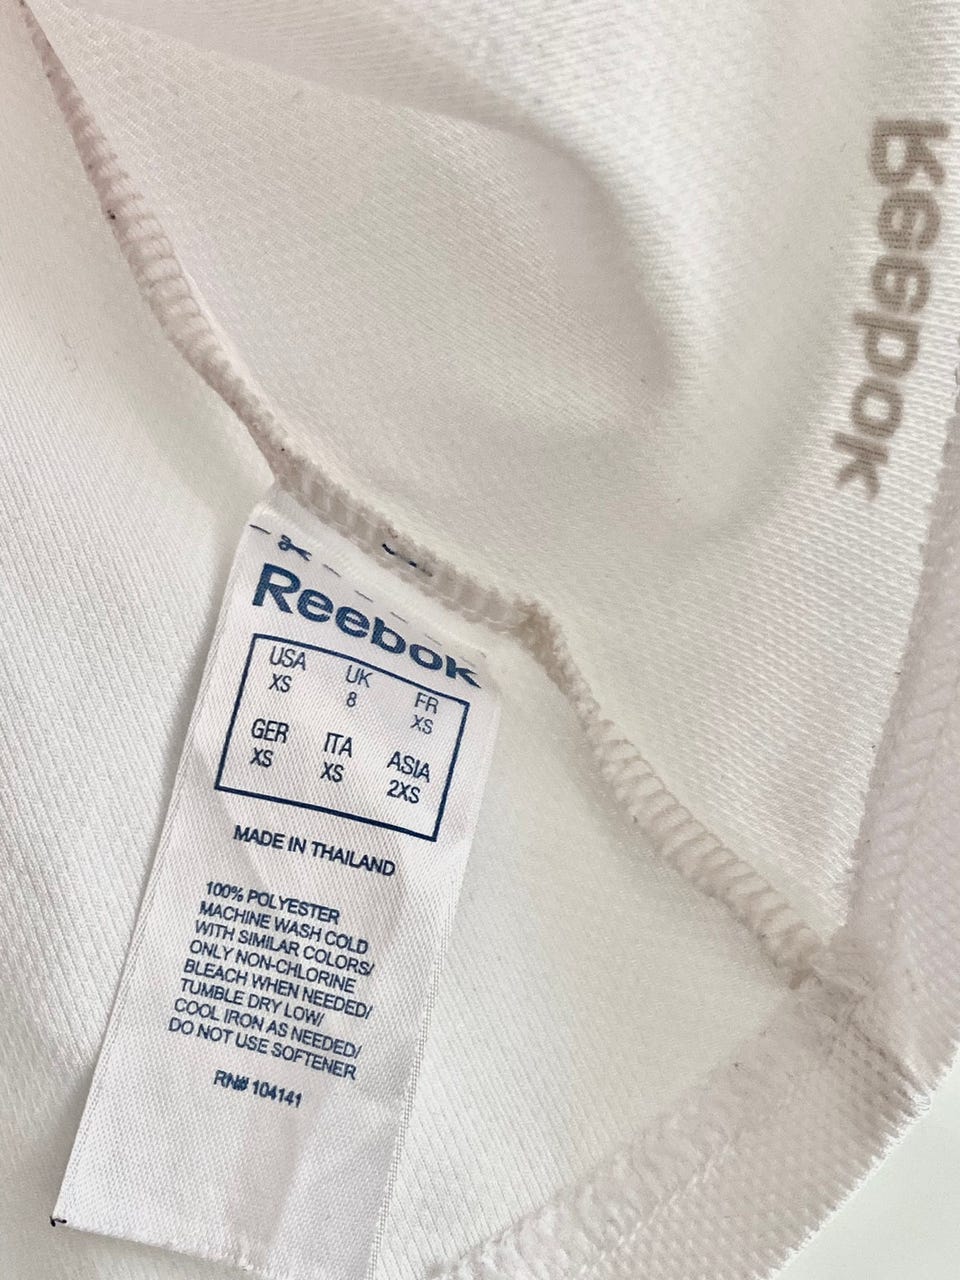 Reebok
Reebok
USA UK FR
XS 8 XS
GER ITA ASIA
XS XS 2XS
MADE IN THAILAND
100% POLYESTER
MACHINE WASH COLD
WITH SIMILAR COLORS/
ONLY NON-CHLORINE
BLEACH WHEN NEEDED/
TUMBLE DRY LOW/
COOL IRON AS NEEDED/
DO NOT USE SOFTENER
RN# 104141